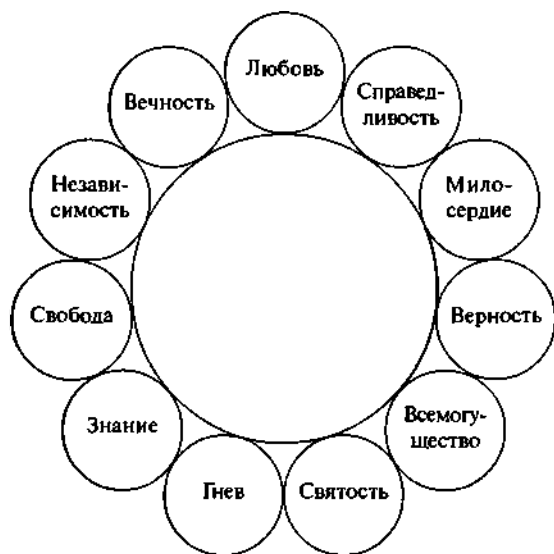 Любовь
Справед-
ливость
Мило-
сердие
Верность
Всемогу-
щество
Святость
Гнев
Знание
Свобода
Незави-
симость
Вечность